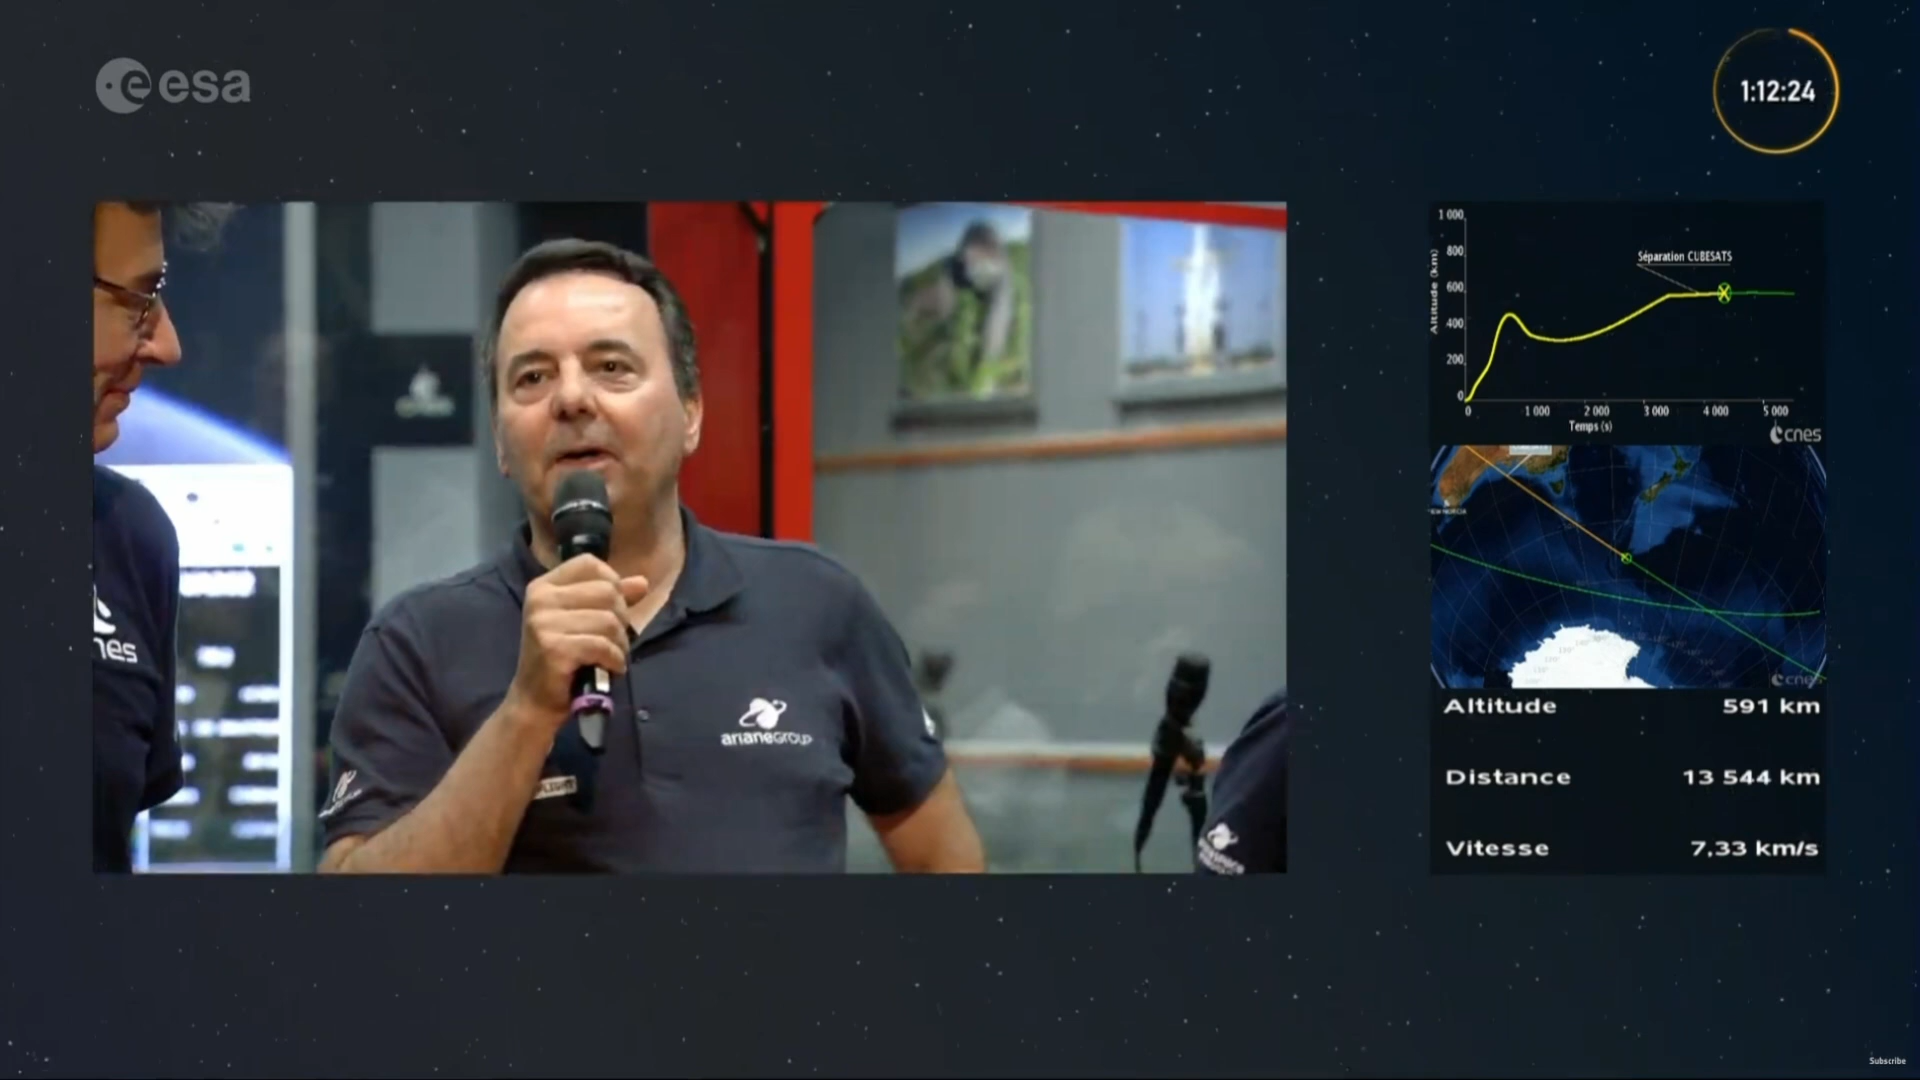 esa
1:12:24
1 000
800
600
400
200
0
Altitude (km)
Séparation CUBESATS
0 1 000 2 000 3 000 4 000 5 000
Temps (s)
cnes
cnes
Altitude 591 km
Distance 13 544 km
Vitesse 7,33 km/s
nes
arianeGROUP
Subscribe